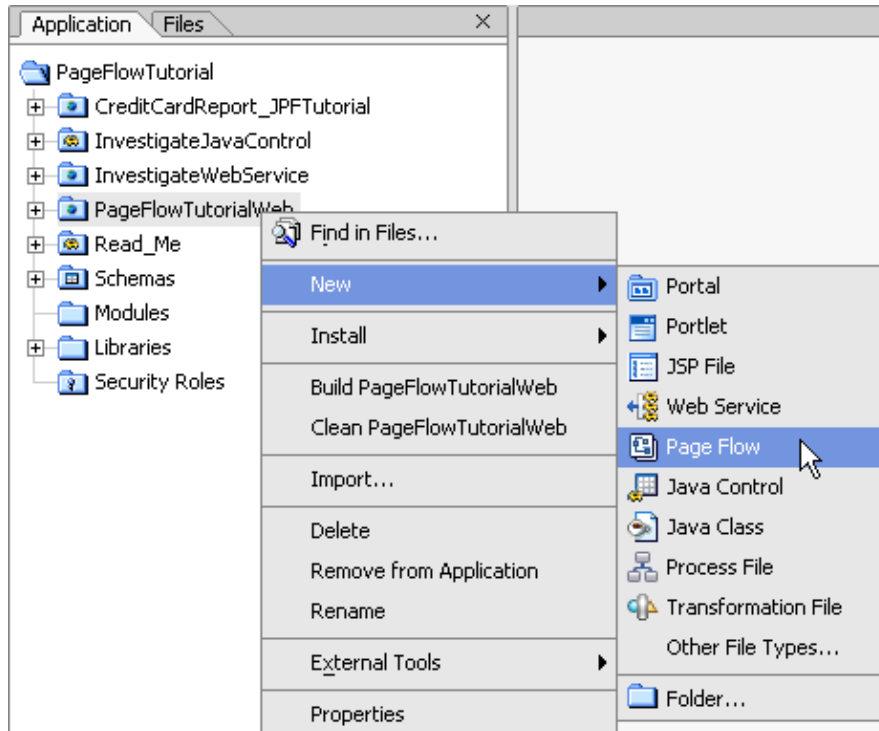 Application Files
PageFlowTutorial
CreditCardReport_JPFTutorial
InvestigateJavaControl
InvestigateWebService
PageFlowTutorialWeb
Read_Me
Schemas
Modules
Libraries
Security Roles
Find in Files...
New
Install
Build PageFlowTutorialWeb
Clean PageFlowTutorialWeb
Import...
Delete
Remove from Application
Rename
External Tools
Properties
Portal
Portlet
JSP File
Web Service
Page Flow
Java Control
Java Class
Process File
Transformation File
Other File Types...
Folder...